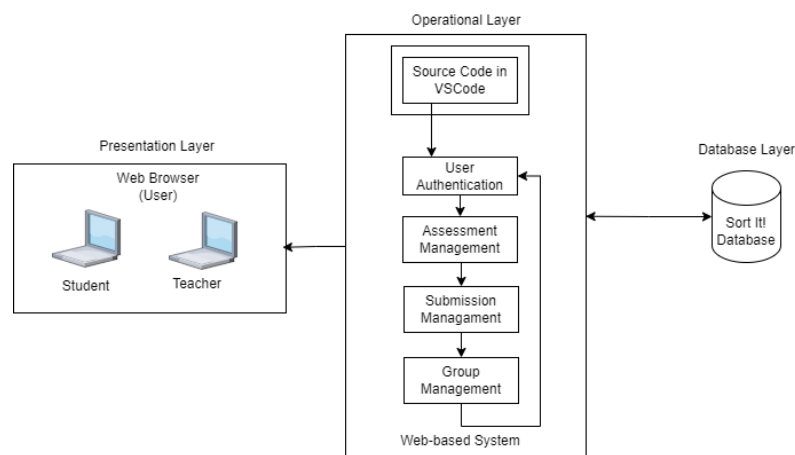 Operational Layer
Source Code in
VSCode
Presentation Layer
Web Browser
(User)
Student
Teacher
User
Authentication
Assessment
Management
Submission
Managament
Group
Management
Web-based System
Database Layer
Sort It!
Database